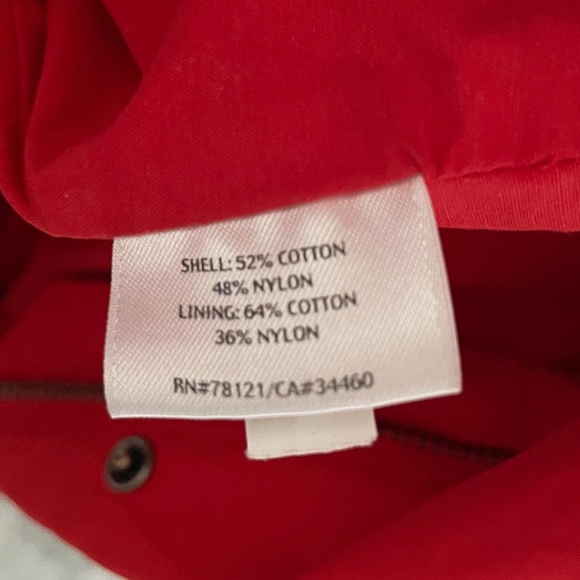 SHELL: 52% COTTON
48% NYLON
LINING: 64% COTTON
36% NYLON
RN#78121/CA#34460